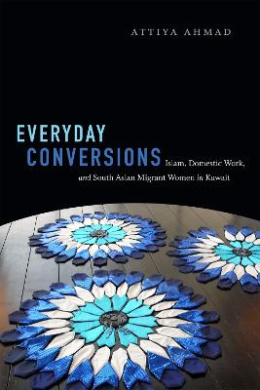 ATTIYA AHMAD
EVERYDAY
CONVERSIONS
Islam, Domestic Work,
and South Asian Migrant Women in Kuwait